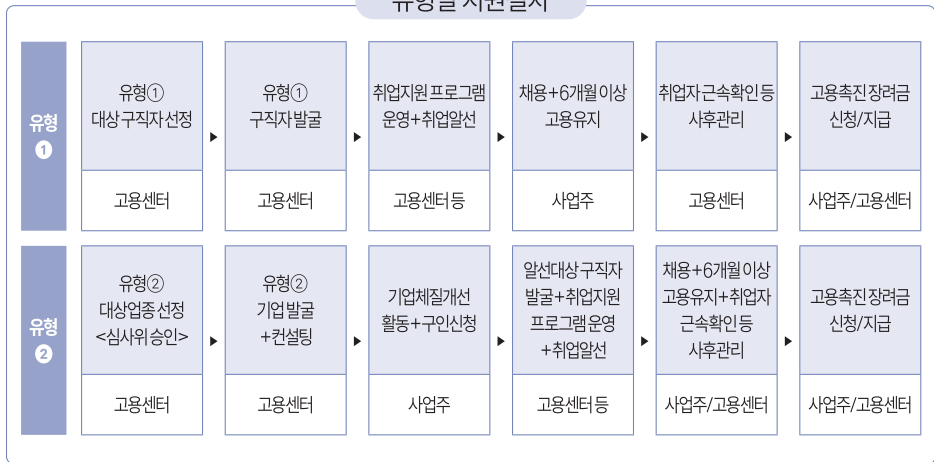 유형별 지원절차
유형
❶
유형①
대상 구직자 선정
고용센터
▶
유형①
구직자 발굴
고용센터
▶
취업지원 프로그램
운영+취업알선
고용센터 등
▶
채용+6개월 이상
고용유지
사업주
▶
취업자 근속확인 등
사후관리
고용센터
▶
고용촉진 장려금
신청/지급
사업주/고용센터
유형
❷
유형②
대상업종 선정
<심사위 승인>
고용센터
▶
유형②
기업 발굴
+컨설팅
고용센터
▶
기업체질개선
활동+구인신청
사업주
▶
알선대상 구직자
발굴+취업지원
프로그램 운영
+취업알선
고용센터 등
▶
채용+6개월 이상
고용유지+취업자
근속확인 등
사후관리
사업주/고용센터
▶
고용촉진 장려금
신청/지급
사업주/고용센터